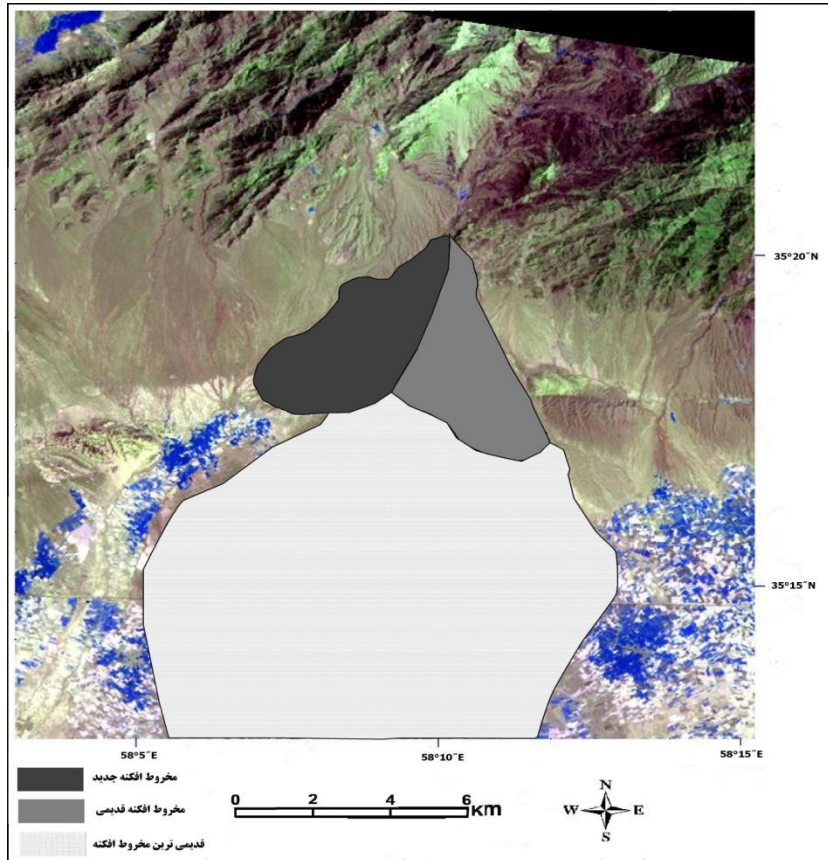 35°20˝N
35°15˝N
58°5˝E
58°10˝E
58°15˝E
مخروط افکنه جدید
مخروط افکنه قدیمی
قدیمی ترین مخروط افکنه
0 2 4 6 KM
N
W E
S